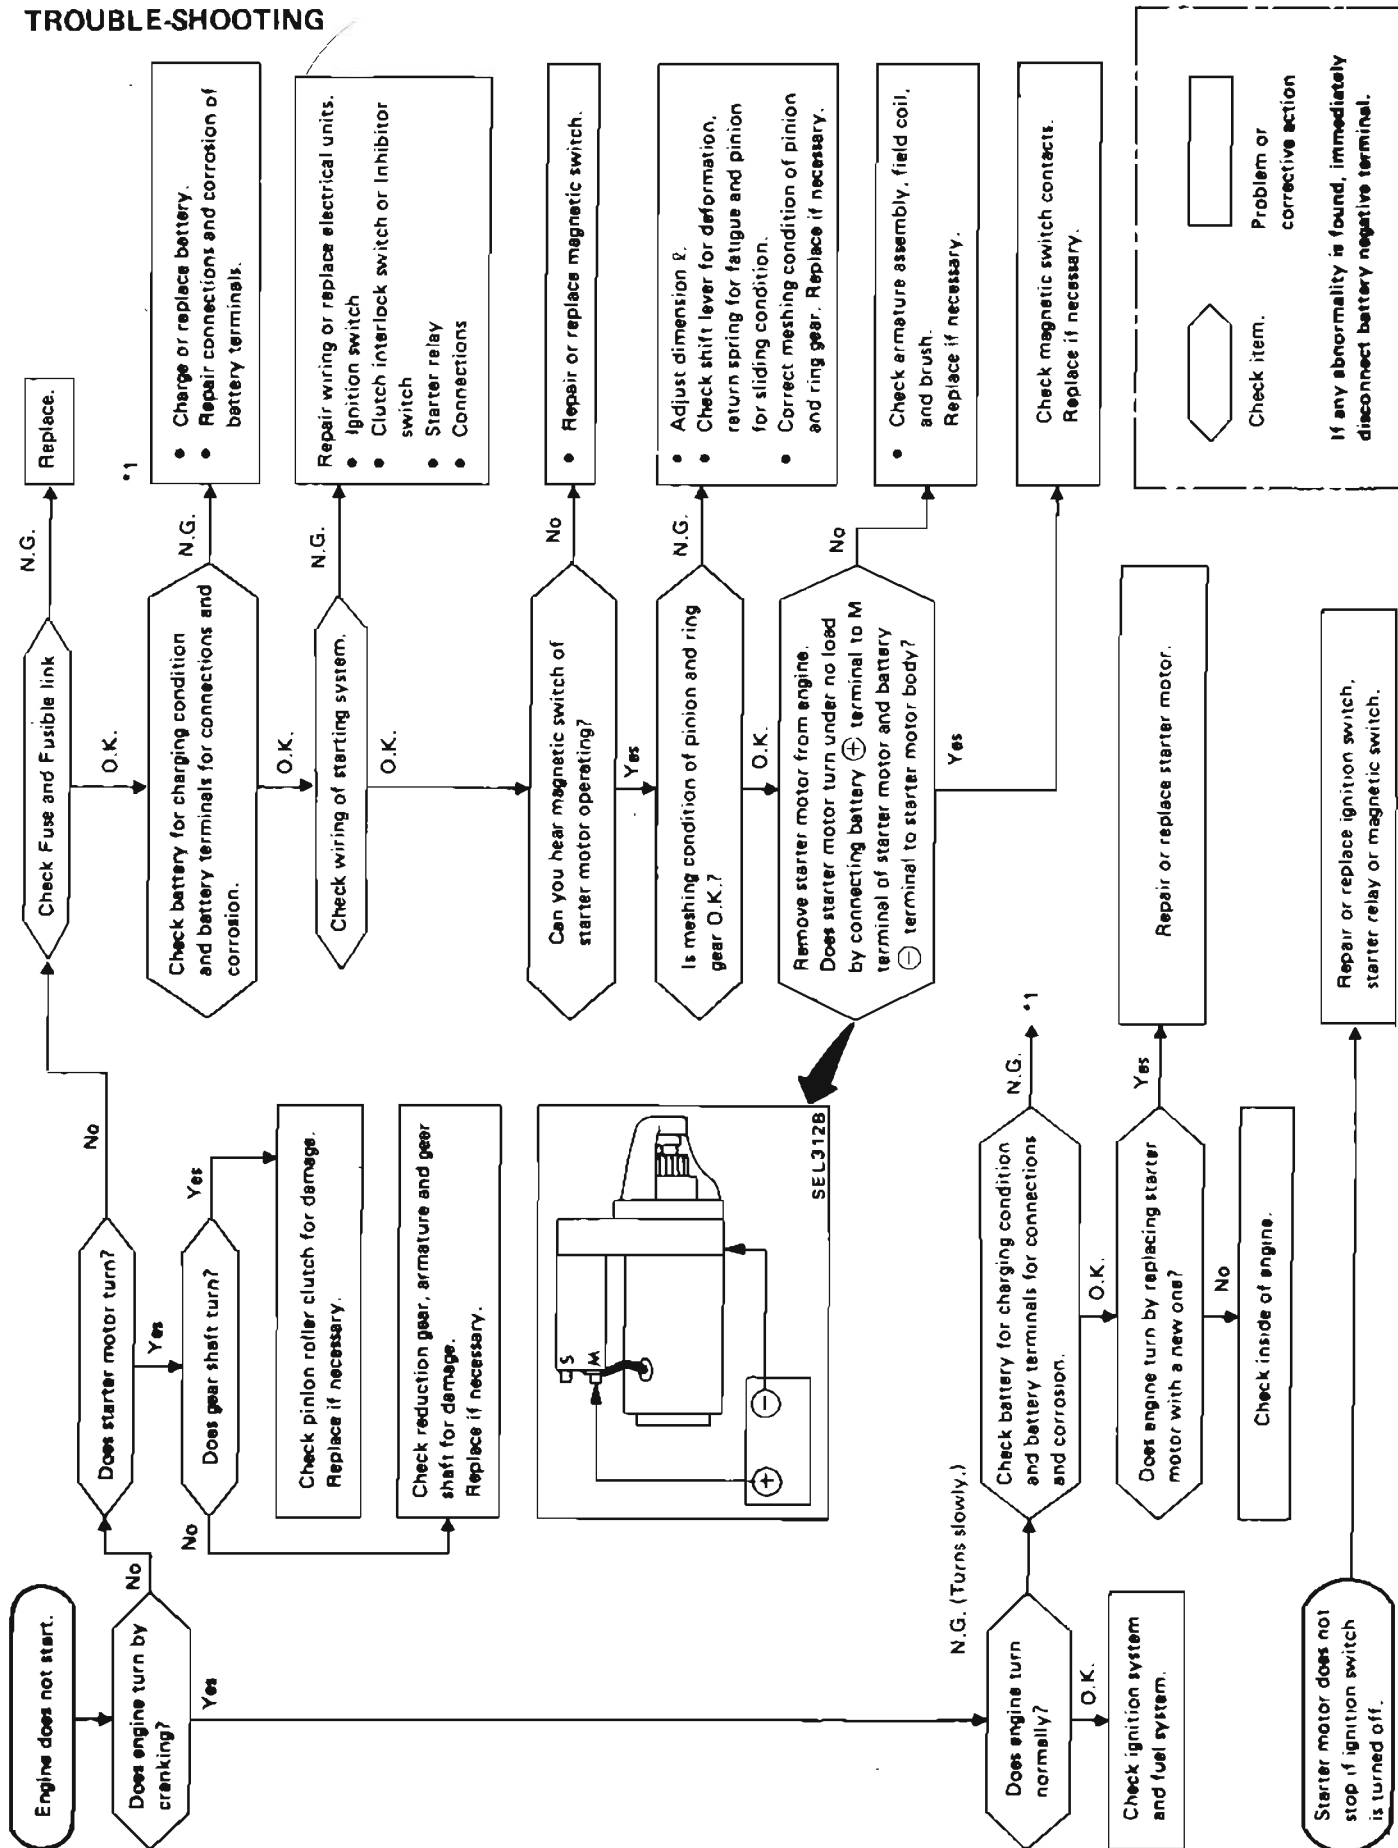 TROUBLE-SHOOTING
Engine does not start.
Does engine turn by
cranking?
No
Yes
Does starter motor turn?
No
Yes
Does gear shaft turn?
Yes
No
Check pinion roller clutch for damage.
Replace if necessary.
Check reduction gear, armature and gear
shaft for damage.
Replace if necessary.
Check Fuse and Fusible link
N.G.
Replace.
O.K.
Check battery for charging condition
and battery terminals for connections and
corrosion.
N.G.
*1
• Charge or replace battery.
• Repair connections and corrosion of
battery terminals.
O.K.
Check wiring of starting system.
N.G.
Repair wiring or replace electrical units.
• Ignition switch
• Clutch interlock switch or Inhibitor
switch
• Starter relay
• Connections
O.K.
Can you hear magnetic switch of
starter motor operating?
No
• Repair or replace magnetic switch.
Yes
Is meshing condition of pinion and ring
gear O.K.?
N.G.
• Adjust dimension ℓ.
• Check shift lever for deformation,
return spring for fatigue and pinion
for sliding condition.
• Correct meshing condition of pinion
and ring gear. Replace if necessary.
O.K.
Remove starter motor from engine.
Does starter motor turn under no load
by connecting battery ⊕ terminal to M
terminal of starter motor and battery
⊖ terminal to starter motor body?
No
• Check armature assembly, field coil,
and brush.
Replace if necessary.
Yes
Check magnetic switch contacts.
Replace if necessary.
S
M
⊕
⊖
SEL312B
Does engine turn
normally?
N.G. (Turns slowly.)
O.K.
Check ignition system
and fuel system.
Check battery for charging condition
and battery terminals for connections
and corrosion.
N.G.
*1
O.K.
Does engine turn by replacing starter
motor with a new one?
Yes
Repair or replace starter motor.
No
Check inside of engine.
Starter motor does not
stop if ignition switch
is turned off.
Repair or replace ignition switch,
starter relay or magnetic switch.
Check item.
Problem or
corrective action
If any abnormality is found, immediately
disconnect battery negative terminal.